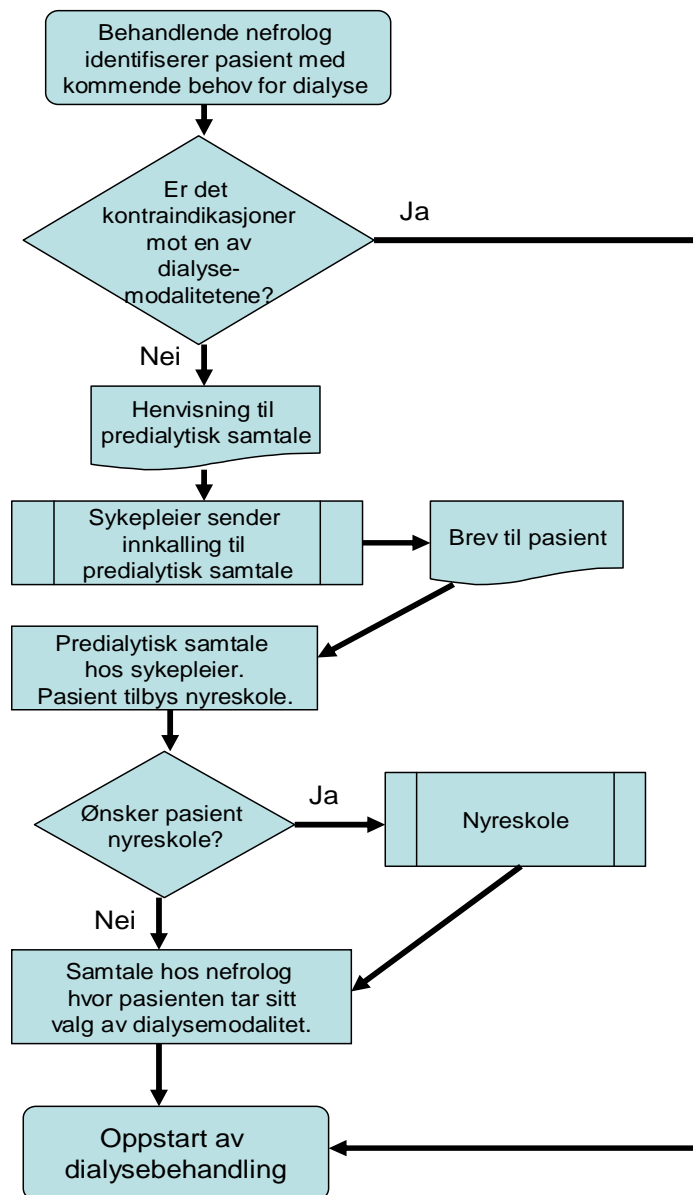 Behandlende nefrolog
identifiserer pasient med
kommende behov for dialyse
Er det
kontraindikasjoner
mot en av
dialyse-
modalitetene?
Ja
Nei
Henvisning til
predialytisk samtale
Sykepleier sender
innkalling til
predialytisk samtale
Brev til pasient
Predialytisk samtale
hos sykepleier.
Pasient tilbys nyreskole.
Ønsker pasient
nyreskole?
Ja
Nyreskole
Nei
Samtale hos nefrolog
hvor pasienten tar sitt
valg av dialysemodalitet.
Oppstart av
dialysebehandling